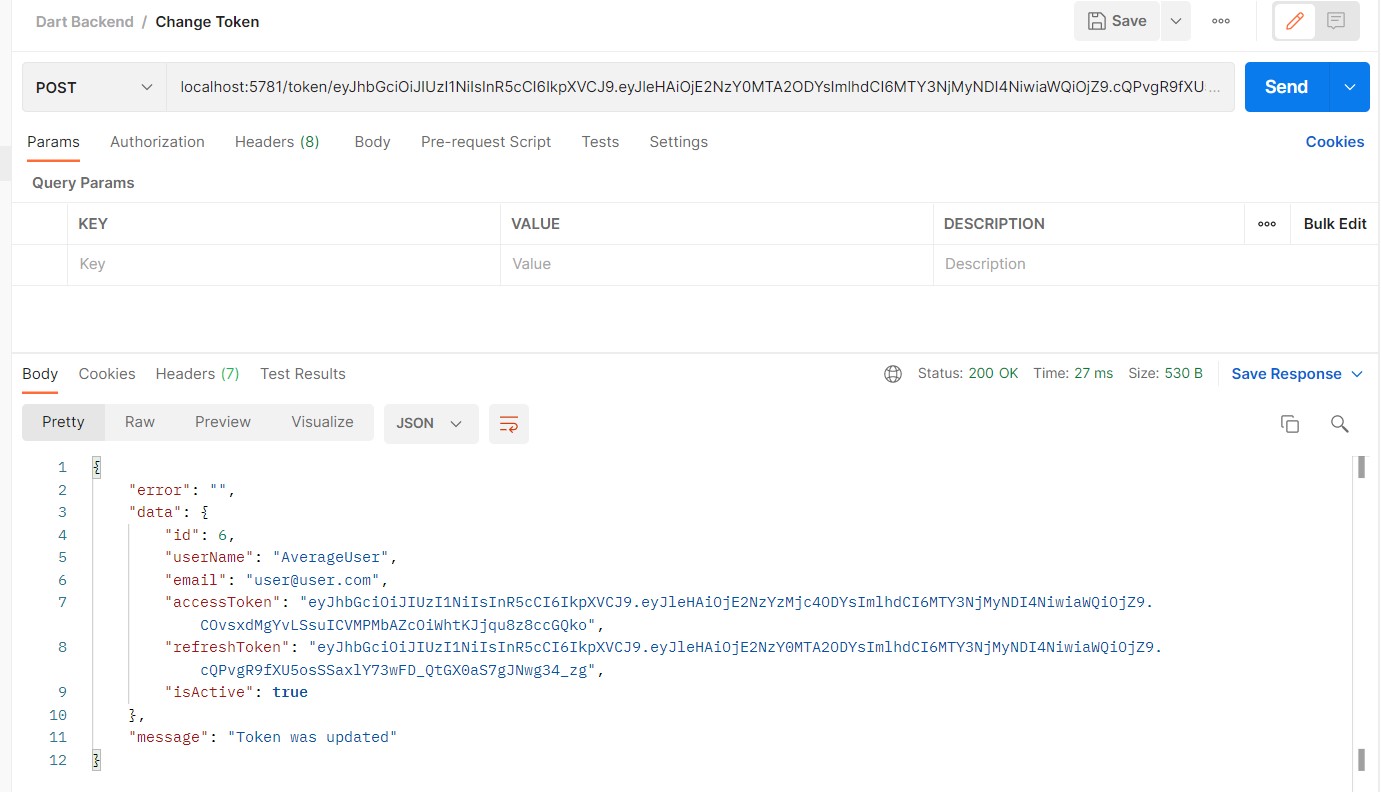 Dart Backend / Change Token
Save
POST
localhost:5781/token/eyJhbGciOiJIUzI1NiIsInR5cCI6IkpXVCJ9.eyJleHAiOjE2NzY0MTA2ODYsImlhdCI6MTY3NjMyNDI4NiwiaWQiOjZ9.cQPvgR9fXU...
Send
Params Authorization Headers (8) Body Pre-request Script Tests Settings Cookies
Query Params
KEY VALUE DESCRIPTION Bulk Edit
Key Value Description
Body Cookies Headers (7) Test Results Status: 200 OK Time: 27 ms Size: 530 B Save Response
Pretty Raw Preview Visualize JSON
1 {
2 "error": "",
3 "data": {
4 "id": 6,
5 "userName": "AverageUser",
6 "email": "user@user.com",
7 "accessToken": "eyJhbGciOiJIUzI1NiIsInR5cCI6IkpXVCJ9.eyJleHAiOjE2NzYzMjc4ODYsImlhdCI6MTY3NjMyNDI4NiwiaWQiOjZ9.
COvsxdMgYvLSsuICVMPMbAZcOiWhtKJjqu8z8ccGQko",
8 "refreshToken": "eyJhbGciOiJIUzI1NiIsInR5cCI6IkpXVCJ9.eyJleHAiOjE2NzY0MTA2ODYsImlhdCI6MTY3NjMyNDI4NiwiaWQiOjZ9.
cQPvgR9fXU5osSSaxlY73wFD_QtGX0aS7gJNwg34_zg",
9 "isActive": true
10 },
11 "message": "Token was updated"
12 }